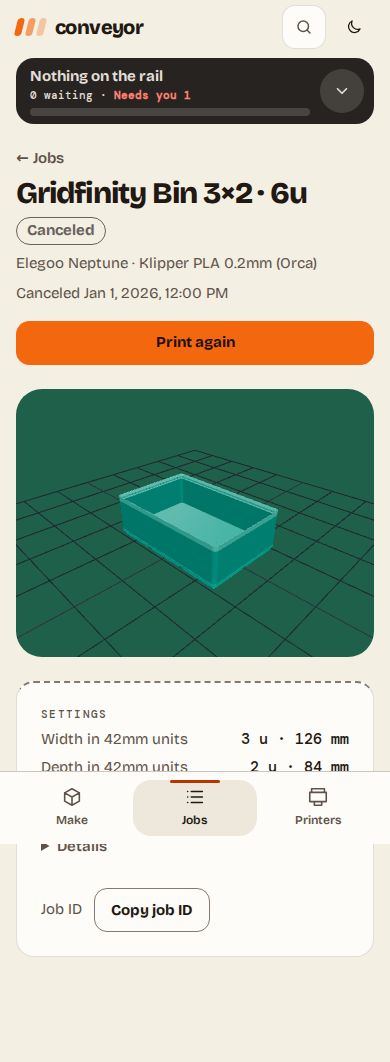 conveyor
Nothing on the rail
0 waiting · Needs you 1
← Jobs
Gridfinity Bin 3×2 · 6u
Canceled
Elegoo Neptune · Klipper PLA 0.2mm (Orca)
Canceled Jan 1, 2026, 12:00 PM
Print again
SETTINGS
Width in 42mm units 3 u · 126 mm
Depth in 42mm units 2 u · 84 mm
Make Jobs Printers
Details
Job ID Copy job ID